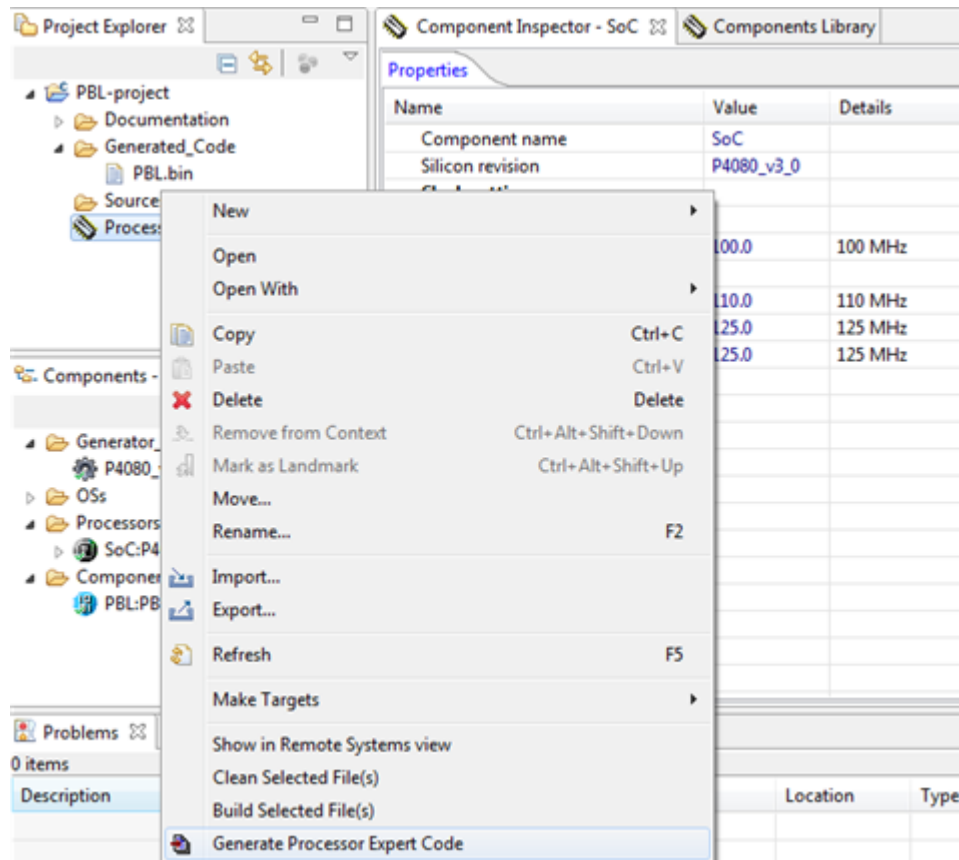 Project Explorer
Component Inspector - SoC
Components Library
Properties
PBL-project
Documentation
Generated_Code
PBL.bin
Source
Process
Name Value Details
Component name SoC
Silicon revision P4080_v3_0
100.0 100 MHz
110.0 110 MHz
125.0 125 MHz
125.0 125 MHz
New
Open
Open With
Copy Ctrl+C
Paste Ctrl+V
Delete Delete
Remove from Context Ctrl+Alt+Shift+Down
Mark as Landmark Ctrl+Alt+Shift+Up
Move...
Rename... F2
Import...
Export...
Refresh F5
Make Targets
Show in Remote Systems view
Clean Selected File(s)
Build Selected File(s)
Generate Processor Expert Code
Components -
Generator_
P4080_
OSs
Processors
SoC:P4
Componen
PBL:PB
Problems
0 items
Description Location Type